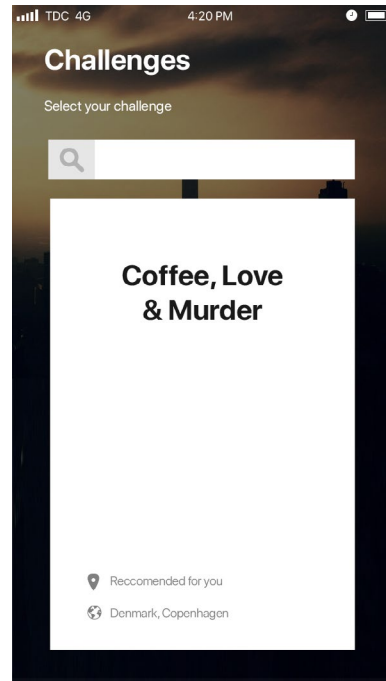 TDC 4G 4:20 PM
Challenges
Select your challenge
Coffee, Love
& Murder
Reccomended for you
Denmark, Copenhagen